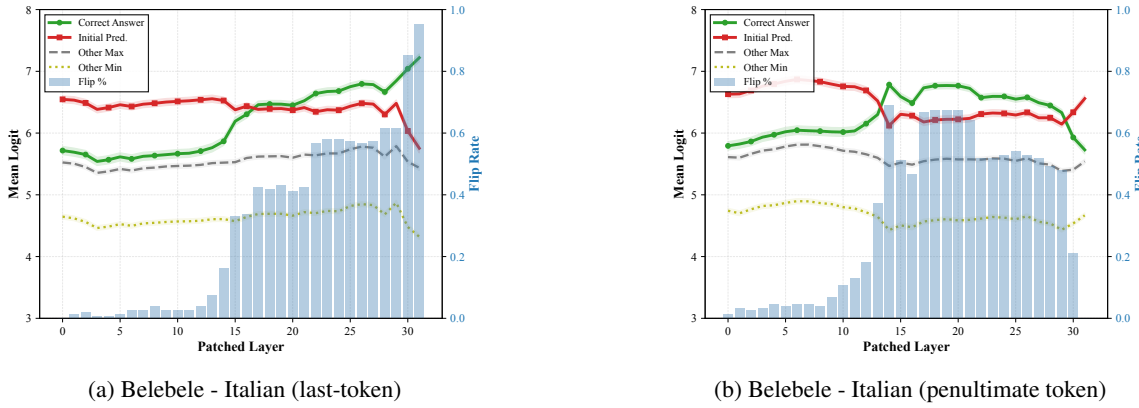 Correct Answer
Initial Pred.
Other Max
Other Min
Flip %
8
7
6
5
4
3
Mean Logit
0
5
10
15
20
25
30
Patched Layer
1.0
0.8
0.6
0.4
0.2
0.0
Flip Rate
(a) Belebele - Italian (last-token)
Correct Answer
Initial Pred.
Other Max
Other Min
Flip %
8
7
6
5
4
3
Mean Logit
0
5
10
15
20
25
30
Patched Layer
1.0
0.8
0.6
0.4
0.2
0.0
Flip Rate
(b) Belebele - Italian (penultimate token)